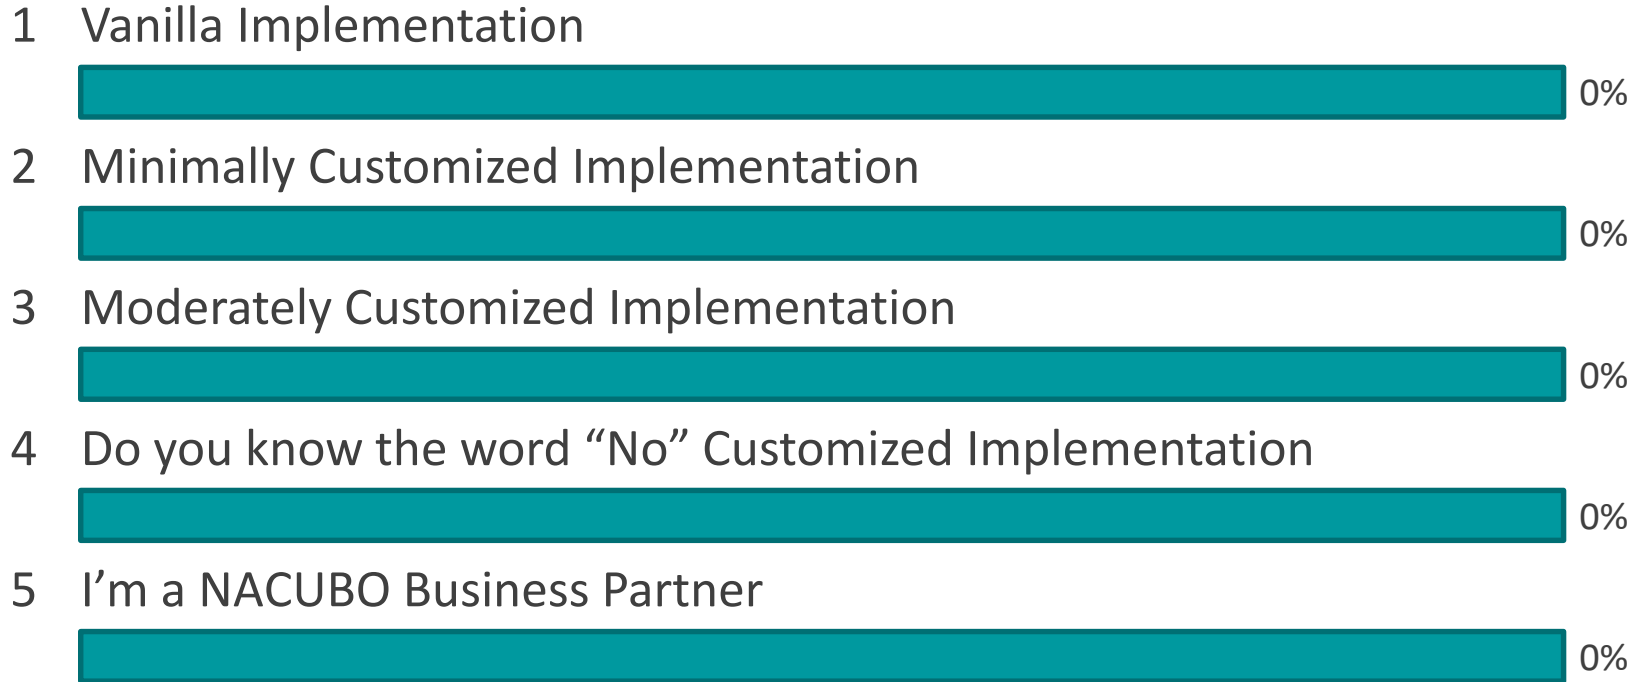 1 Vanilla Implementation
0%
2 Minimally Customized Implementation
0%
3 Moderately Customized Implementation
0%
4 Do you know the word “No” Customized Implementation
0%
5 I’m a NACUBO Business Partner
0%